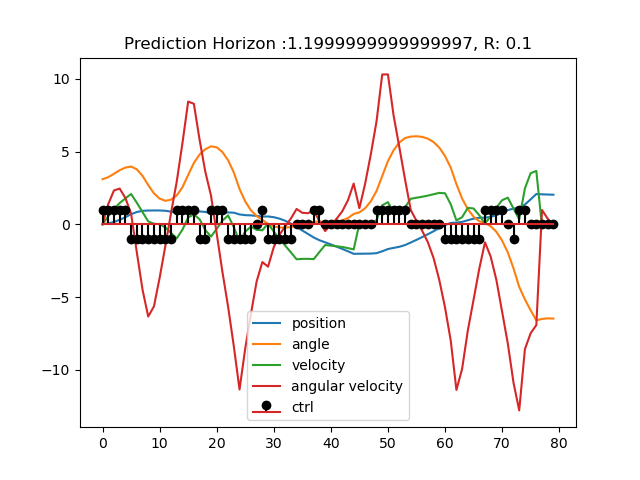 Prediction Horizon :1.1999999999999997, R: 0.1
10
5
0
−5
−10
0
10
20
30
40
50
60
70
80
position
angle
velocity
angular velocity
ctrl